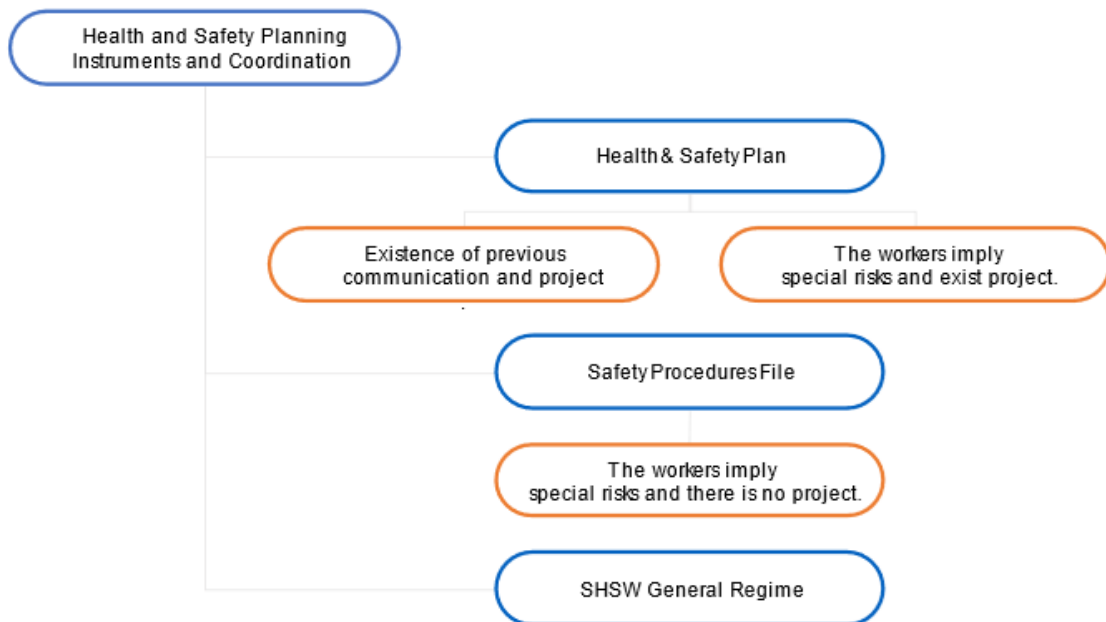 Health and Safety Planning
Instruments and Coordination
Health & Safety Plan
Existence of previous
communication and project
.
The workers imply
special risks and exist project.
Safety Procedures File
The workers imply
special risks and there is no project.
SHSW General Regime